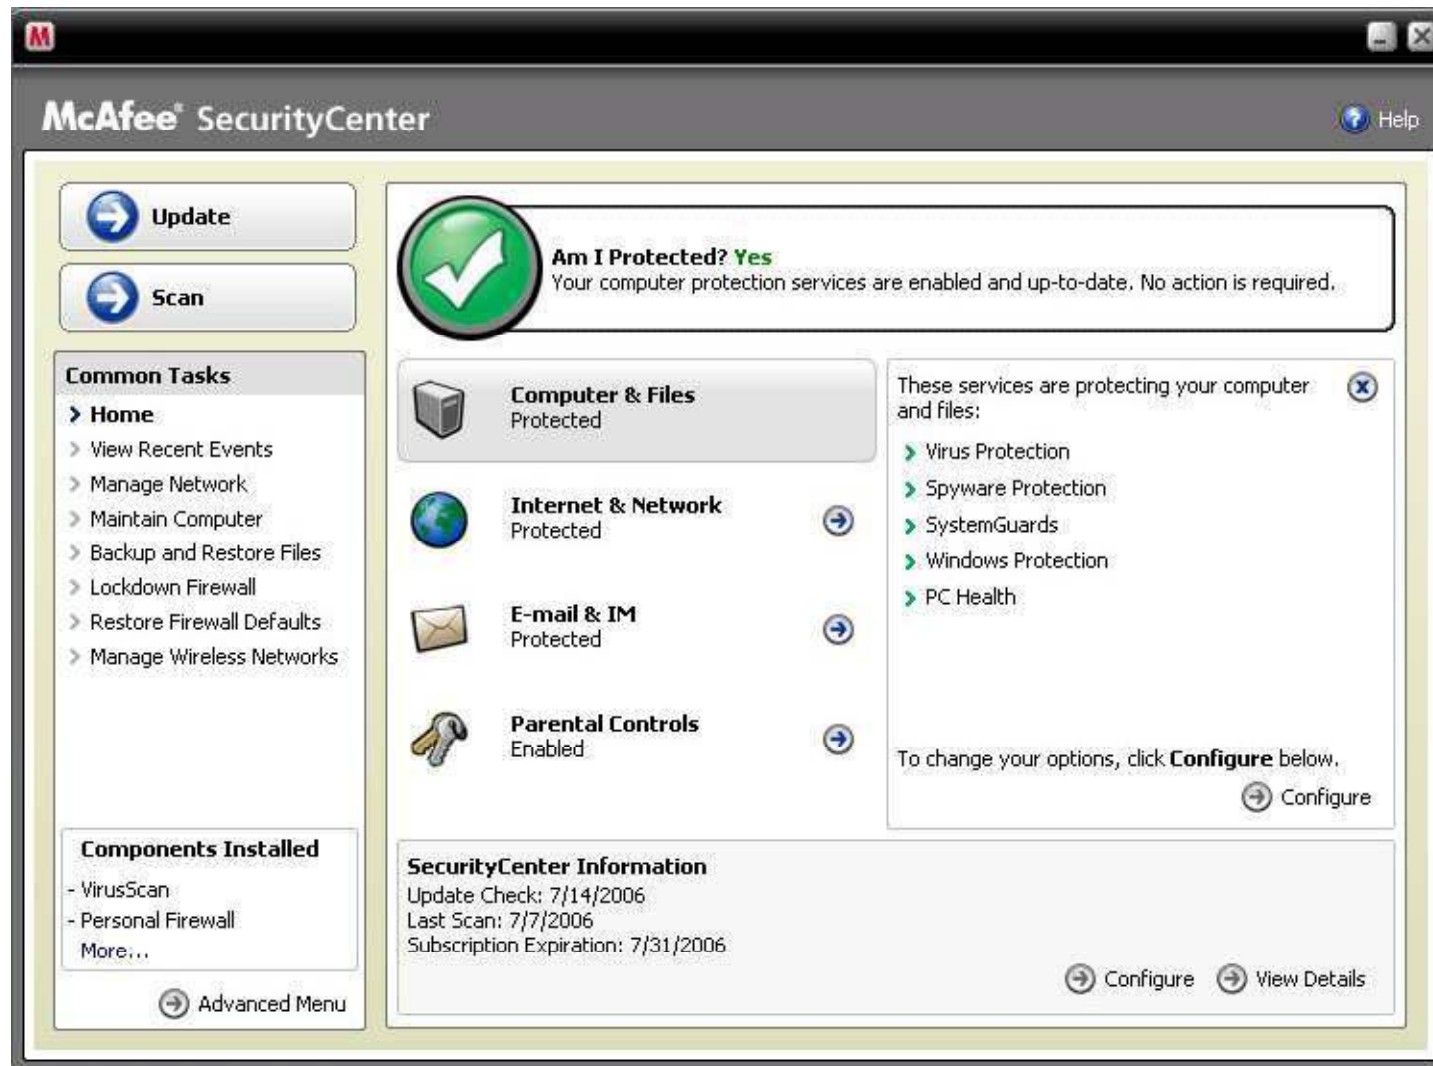 McAfee® SecurityCenter
Help
Update
Scan
Common Tasks
Home
View Recent Events
Manage Network
Maintain Computer
Backup and Restore Files
Lockdown Firewall
Restore Firewall Defaults
Manage Wireless Networks
Components Installed
- VirusScan
- Personal Firewall
More...
Advanced Menu
Am I Protected? Yes
Your computer protection services are enabled and up-to-date. No action is required.
Computer & Files
Protected
Internet & Network
Protected
E-mail & IM
Protected
Parental Controls
Enabled
These services are protecting your computer
and files:
Virus Protection
Spyware Protection
SystemGuards
Windows Protection
PC Health
To change your options, click Configure below.
Configure
SecurityCenter Information
Update Check: 7/14/2006
Last Scan: 7/7/2006
Subscription Expiration: 7/31/2006
Configure
View Details